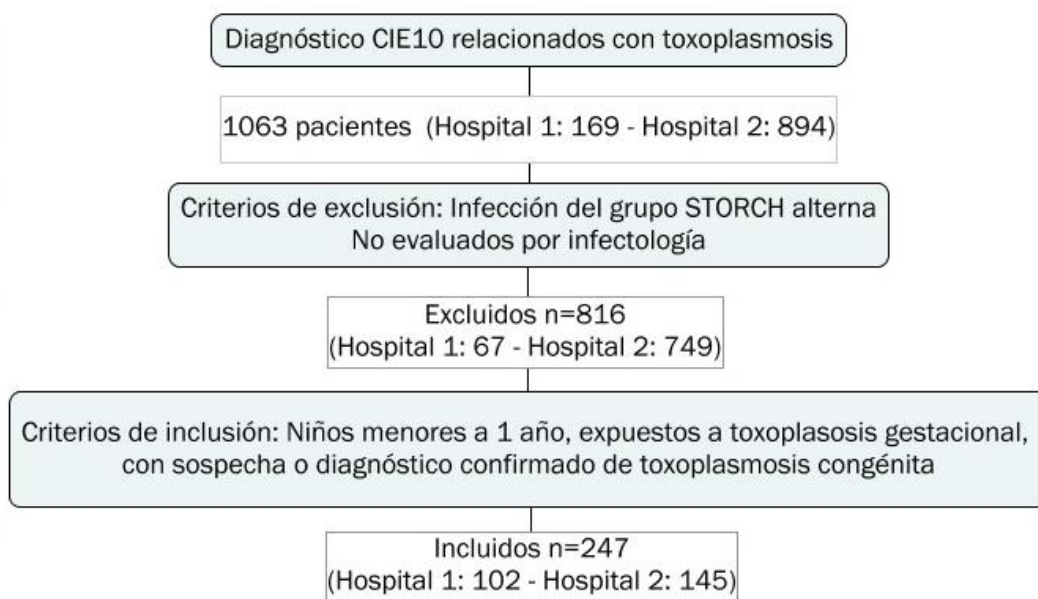 Diagnóstico CIE10 relacionados con toxoplasmosis
1063 pacientes (Hospital 1: 169 - Hospital 2: 894)
Criterios de exclusión: Infección del grupo STORCH alterna
No evaluados por infectología
Excluidos n=816
(Hospital 1: 67 - Hospital 2: 749)
Criterios de inclusión: Niños menores a 1 año, expuestos a toxoplasosis gestacional,
con sospecha o diagnóstico confirmado de toxoplasmosis congénita
Incluidos n=247
(Hospital 1: 102 - Hospital 2: 145)